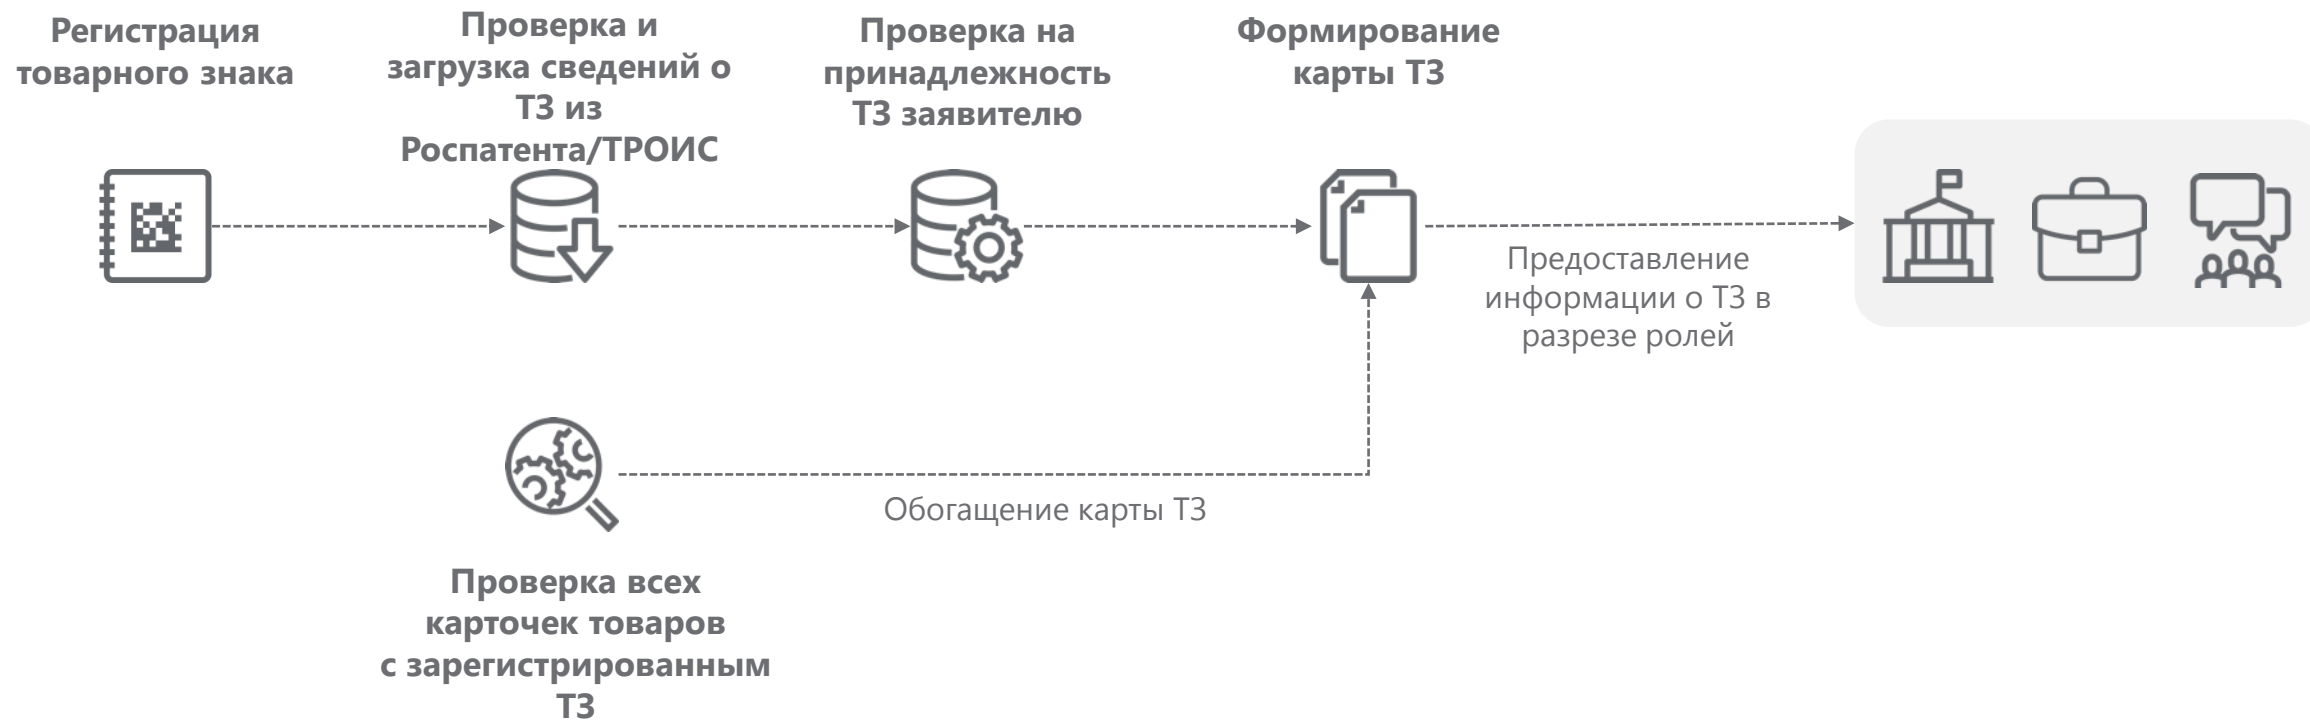 Регистрация
товарного знака
Проверка и
загрузка сведений о
ТЗ из
Роспатента/ТРОИС
Проверка на
принадлежность
ТЗ заявителю
Формирование
карты ТЗ
Предоставление
информации о ТЗ в
разрезе ролей
Обогащение карты ТЗ
Проверка всех
карточек товаров
с зарегистрированным
ТЗ